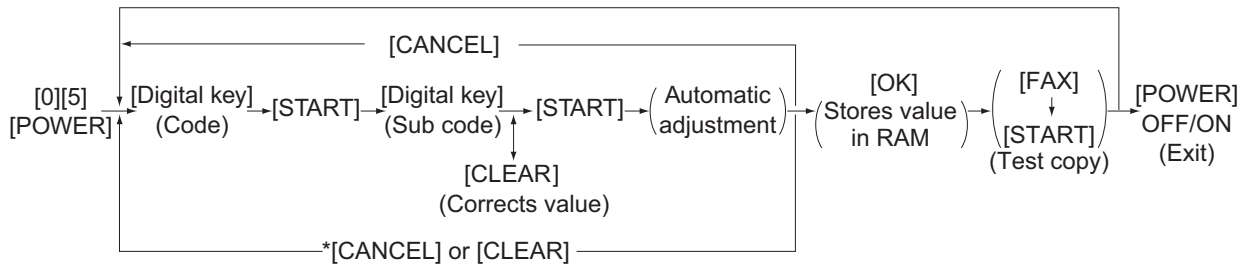 [CANCEL]
[0][5]
[POWER]
[Digital key]
(Code)
[START]
[Digital key]
(Sub code)
[CLEAR]
(Corrects value)
[START]
(Automatic
adjustment)
([OK]
Stores value
in RAM)
([FAX]
[START])
(Test copy)
[POWER]
OFF/ON
(Exit)
*[CANCEL] or [CLEAR]